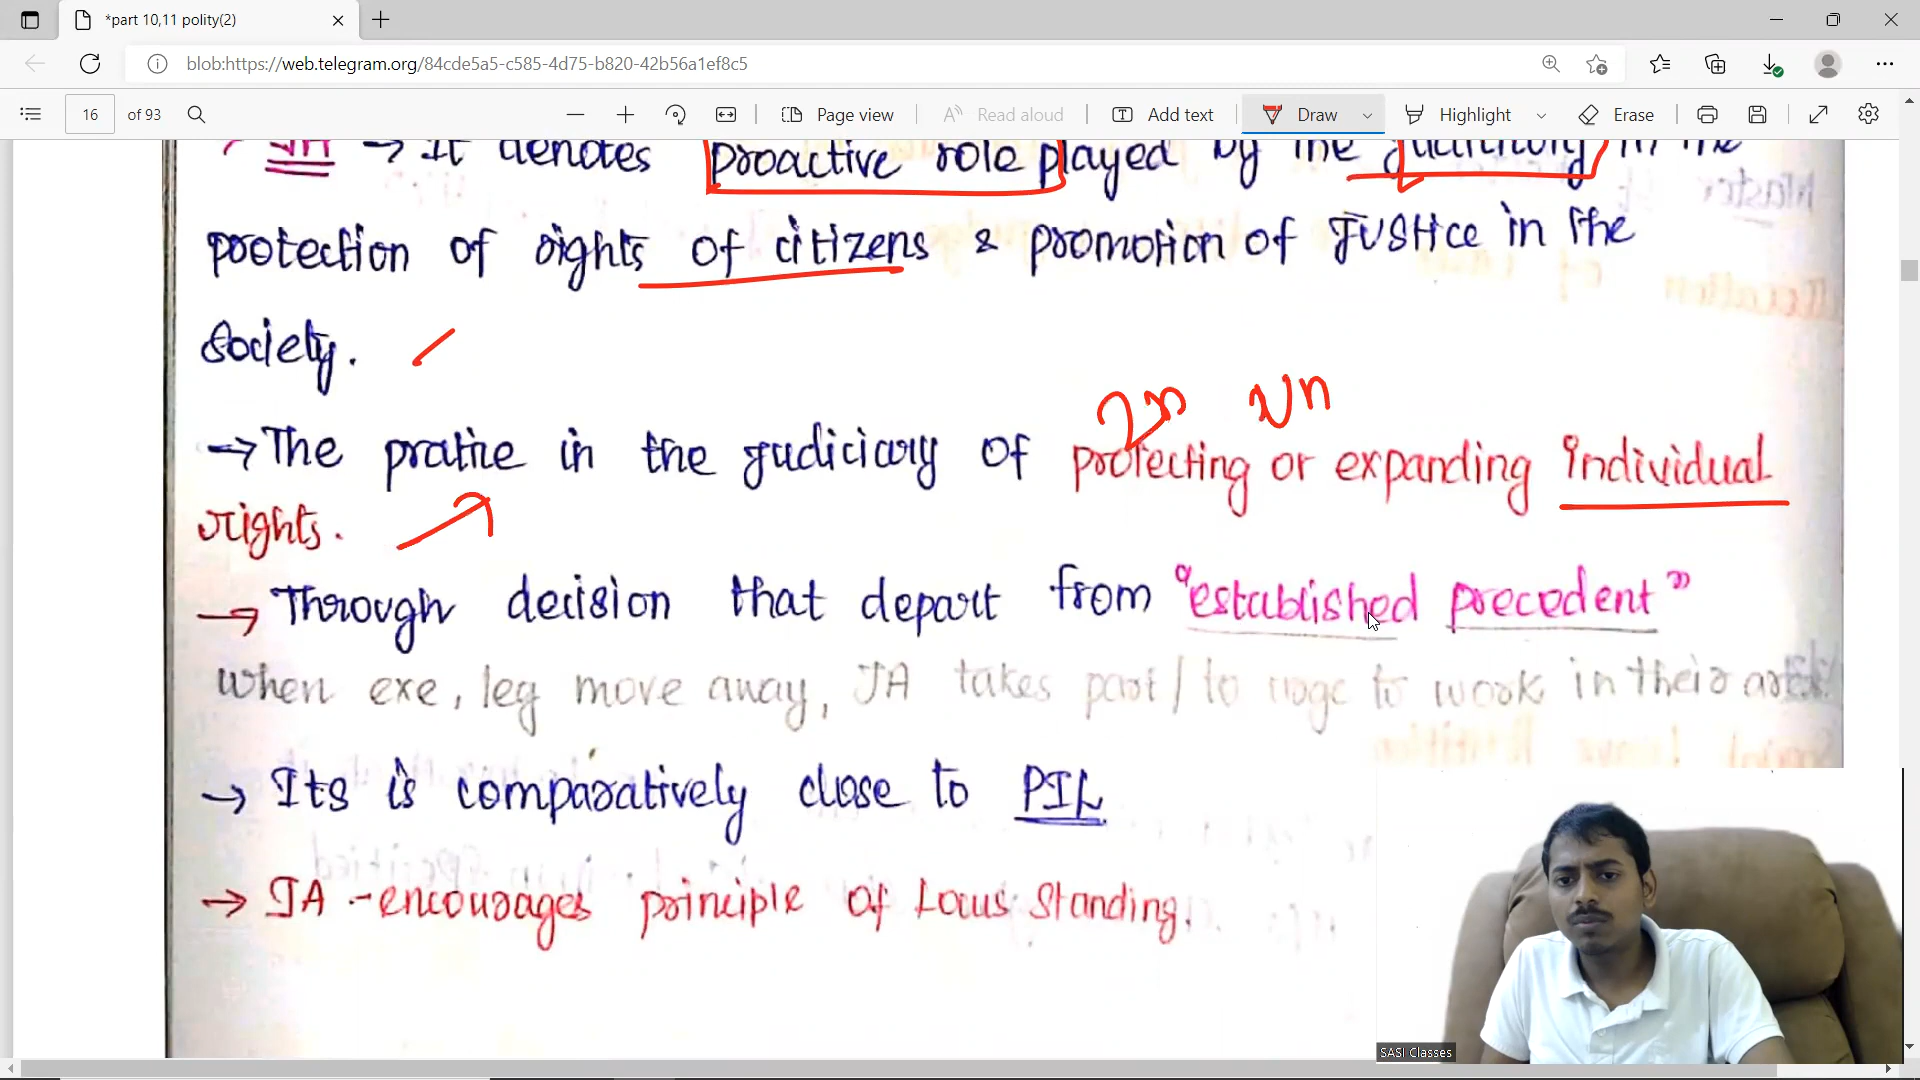 *part 10,11 polity(2)
blob:https://web.telegram.org/84cde5a5-c585-4d75-b820-42b56a1ef8c5
16 of 93 Page view Read aloud Add text Draw Highlight Erase
JA → It denotes proactive role played by the judiciary in the
protection of rights of citizens & promotion of Justice in the
Society.
→ The pratice in the judiciary of protecting or expanding individual
rights.
→ Through decision that depart from "established precedent"
when exe, leg move away, JA takes part / to urge to work in their
→ Its is comparatively close to PIL
→ JA - encourages principle of Locus Standing.
SASI Classes